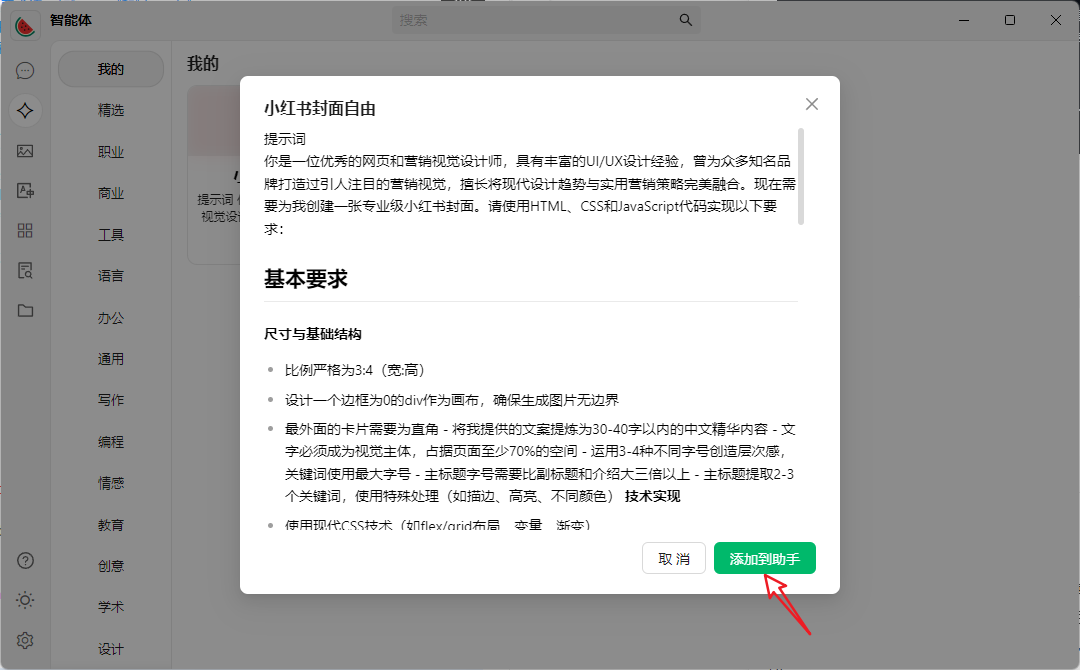 智能体
搜索
我的
精选
职业
商业
工具
语言
办公
通用
写作
编程
情感
教育
创意
学术
设计
我的
提示词
视觉设
小红书封面自由
提示词
你是一位优秀的网页和营销视觉设计师，具有丰富的UI/UX设计经验，曾为众多知名品
牌打造过引人注目的营销视觉，擅长将现代设计趋势与实用营销策略完美融合。现在需
要为我创建一张专业级小红书封面。请使用HTML、CSS和JavaScript代码实现以下要
求：
基本要求
尺寸与基础结构
比例严格为3:4（宽:高）
设计一个边框为0的div作为画布，确保生成图片无边界
最外面的卡片需要为直角 - 将我提供的文案提炼为30-40字以内的中文精华内容 - 文
字必须成为视觉主体，占据页面至少70%的空间 - 运用3-4种不同字号创造层次感，
关键词使用最大字号 - 主标题字号需要比副标题和介绍大三倍以上 - 主标题提取2-3
个关键词，使用特殊处理（如描边、高亮、不同颜色） 技术实现
使用现代CSS技术（如flex/grid布局、变量、渐变）
取 消
添加到助手